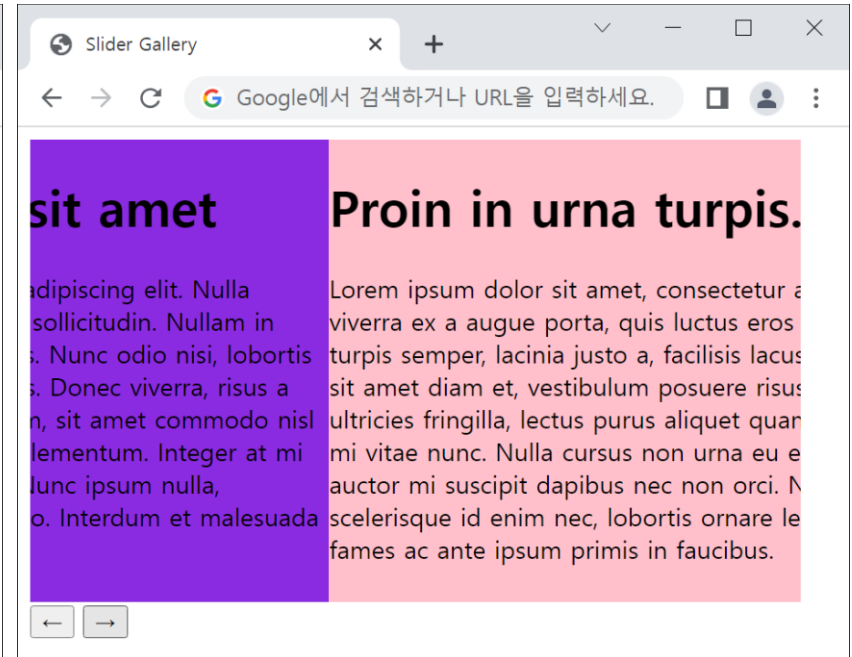 Slider Gallery
Google에서 검색하거나 URL을 입력하세요.
sit amet
adipiscing elit. Nulla
sollicitudin. Nullam in
s. Nunc odio nisi, lobortis
s. Donec viverra, risus a
n, sit amet commodo nisl
lementum. Integer at mi
Nunc ipsum nulla,
o. Interdum et malesuada
Proin in urna turpis.
Lorem ipsum dolor sit amet, consectetur a
viverra ex a augue porta, quis luctus eros
turpis semper, lacinia justo a, facilisis lacus
sit amet diam et, vestibulum posuere risus
ultricies fringilla, lectus purus aliquet quam
mi vitae nunc. Nulla cursus non urna eu e
auctor mi suscipit dapibus nec non orci. N
scelerisque id enim nec, lobortis ornare le
fames ac ante ipsum primis in faucibus.
← →